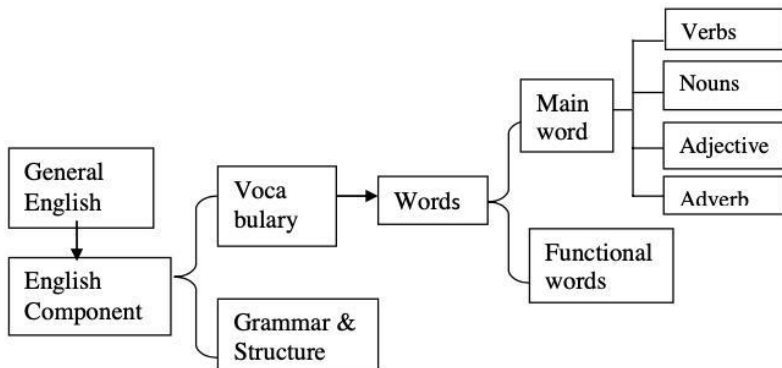 General
English
English
Component
Voca
bulary
Grammar &
Structure
Words
Main
word
Functional
words
Verbs
Nouns
Adjective
Adverb